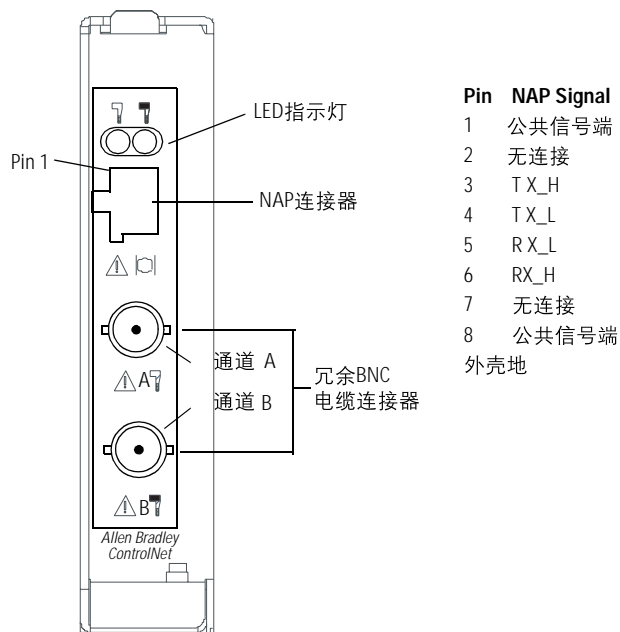 LED指示灯
Pin 1
NAP连接器
通道 A
A
通道 B
冗余BNC
电缆连接器
B
Allen Bradley
ControlNet
Pin NAP Signal
1 公共信号端
2 无连接
3 T X_H
4 T X_L
5 R X_L
6 RX_H
7 无连接
8 公共信号端
外壳地